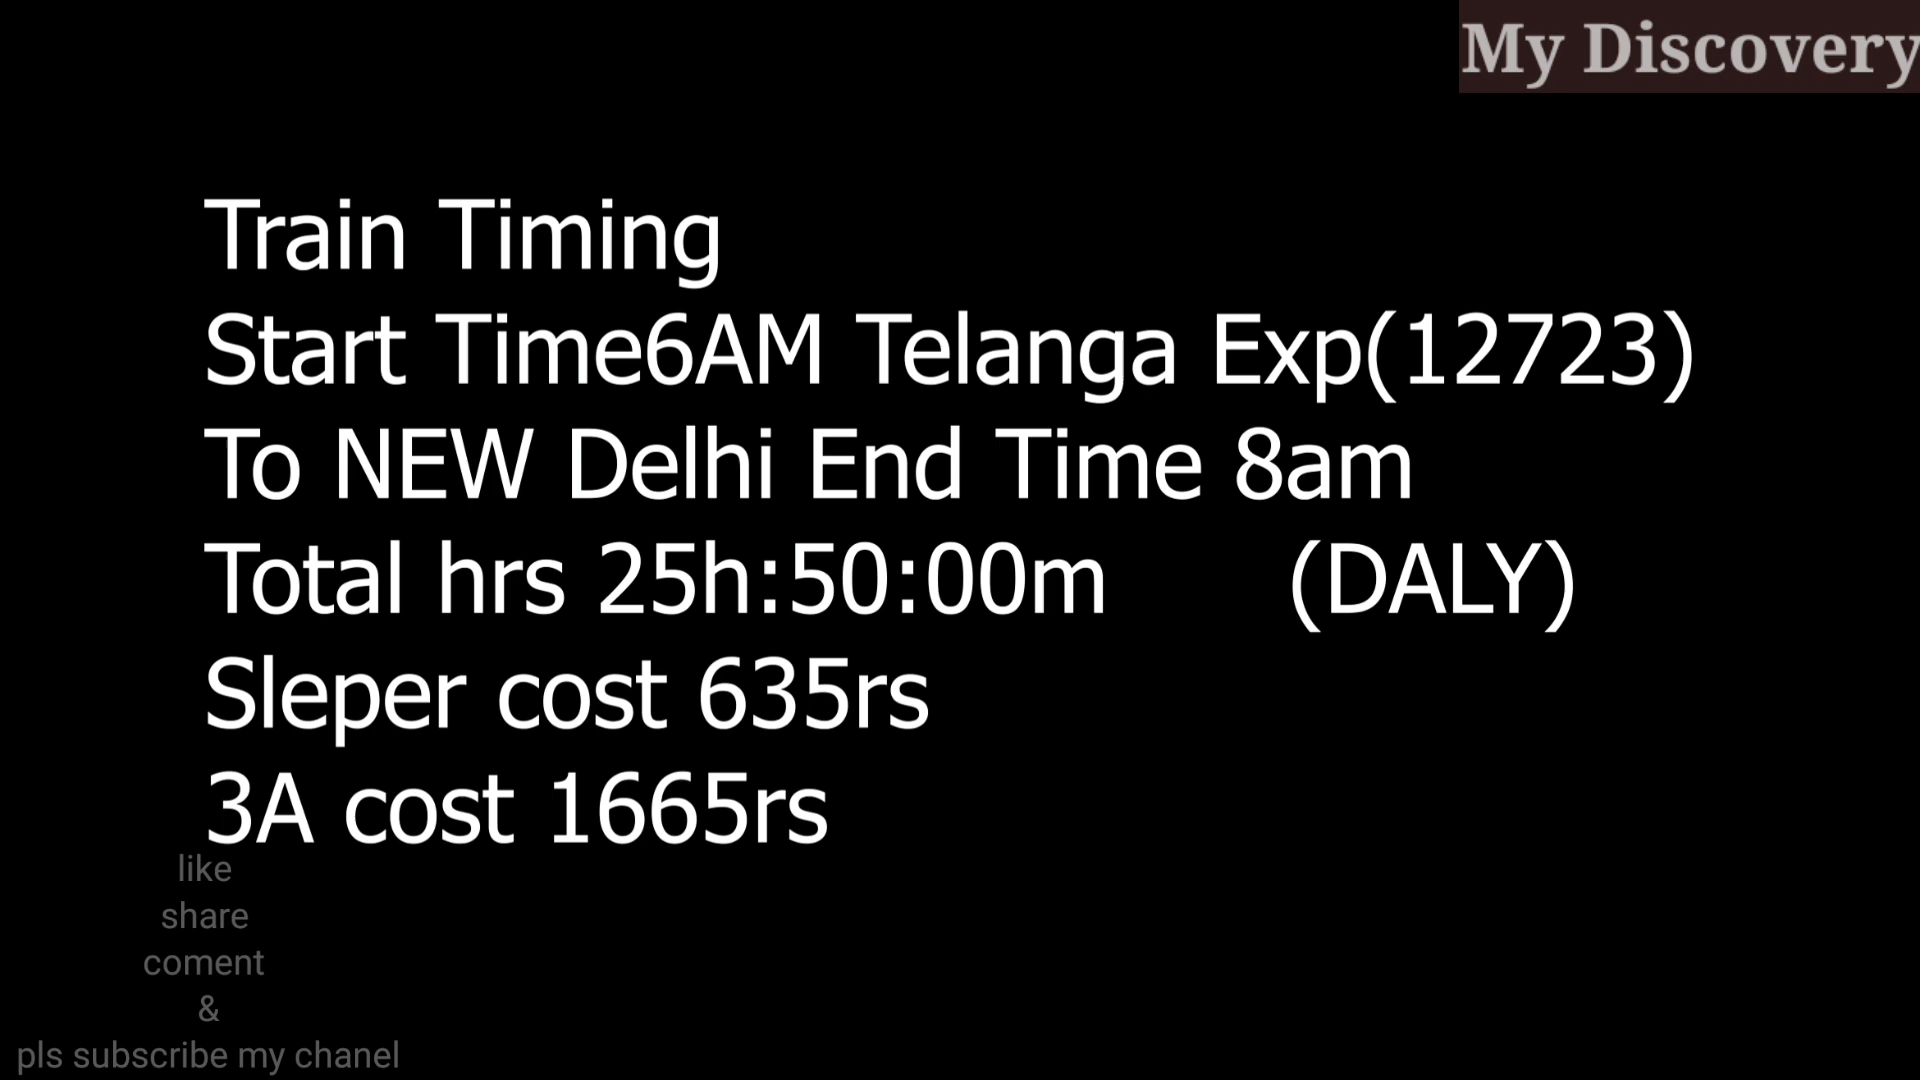 My Discovery
Train Timing
Start Time6AM Telanga Exp(12723)
To NEW Delhi End Time 8am
Total hrs 25h:50:00m (DALY)
Sleper cost 635rs
3A cost 1665rs
like
share
coment
&
pls subscribe my chanel